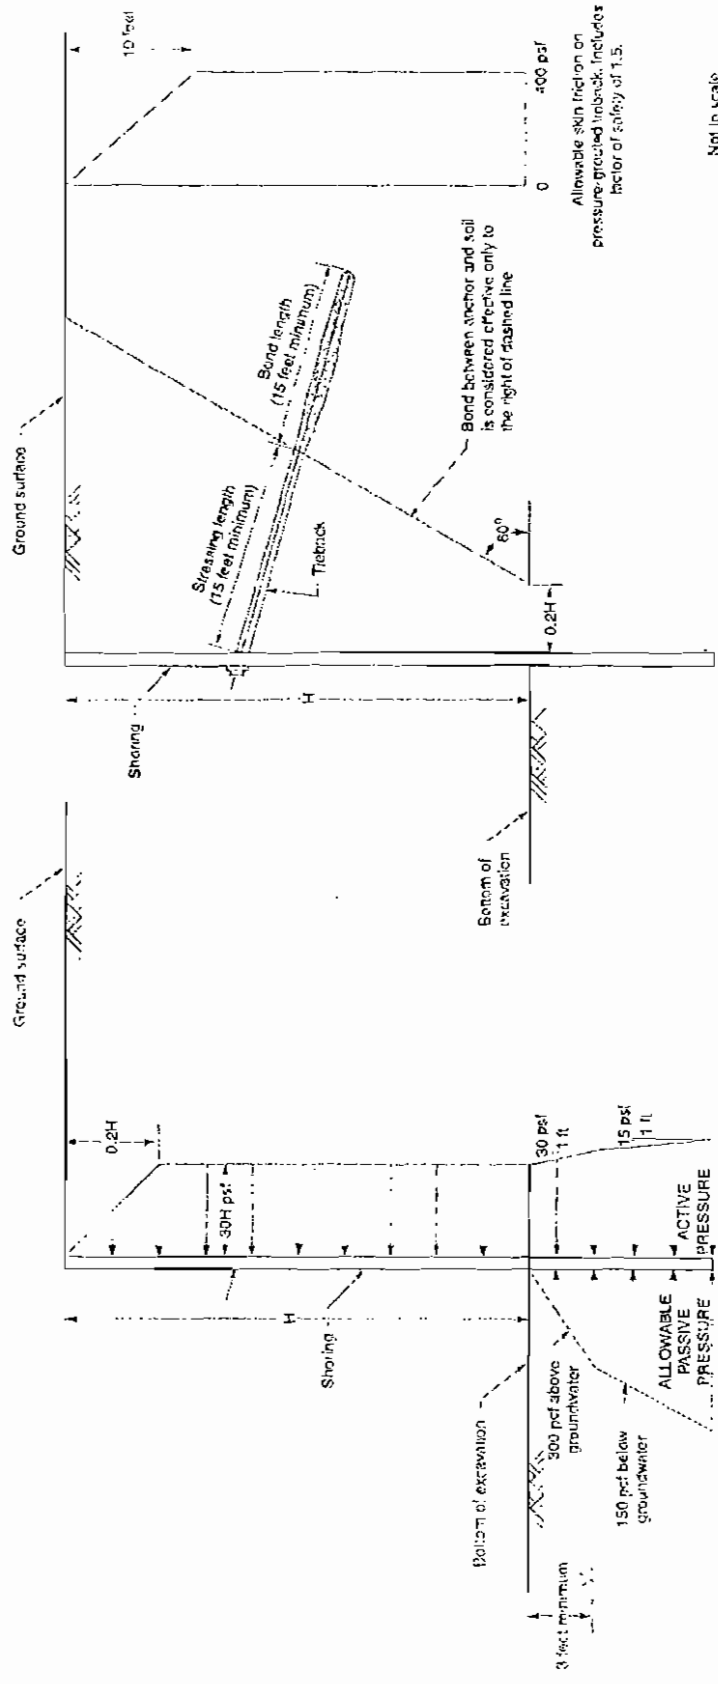 Ground surface
0.2H
30H psf
H
Shoring
Bottom of excavation
300 pcf above
groundwater
150 pcf below
groundwater
3 feet minimum
ALLOWABLE
PASSIVE
PRESSURE
ACTIVE
PRESSURE
30 psf
1 ft
15 psf
1 ft
Ground surface
Shoring
H
Bottom of
excavation
Stressing length
(15 feet minimum)
Bond length
(15 feet minimum)
Tieback
0.2H
60°
Bond between anchor and soil
is considered effective only to
the right of dashed line
10 feet
0
400 psf
Allowable skin friction on
pressure-grouted tieback. Includes
factor of safety of 1.5.
Not to scale